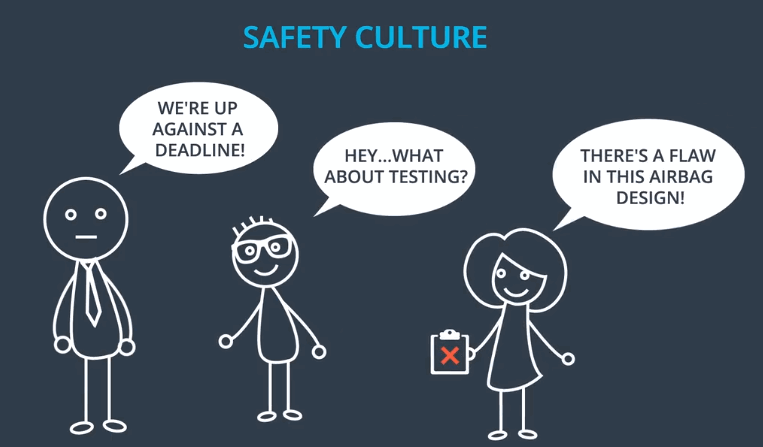 SAFETY CULTURE
WE'RE UP
AGAINST A
DEADLINE!
HEY...WHAT
ABOUT TESTING?
THERE'S A FLAW
IN THIS AIRBAG
DESIGN!